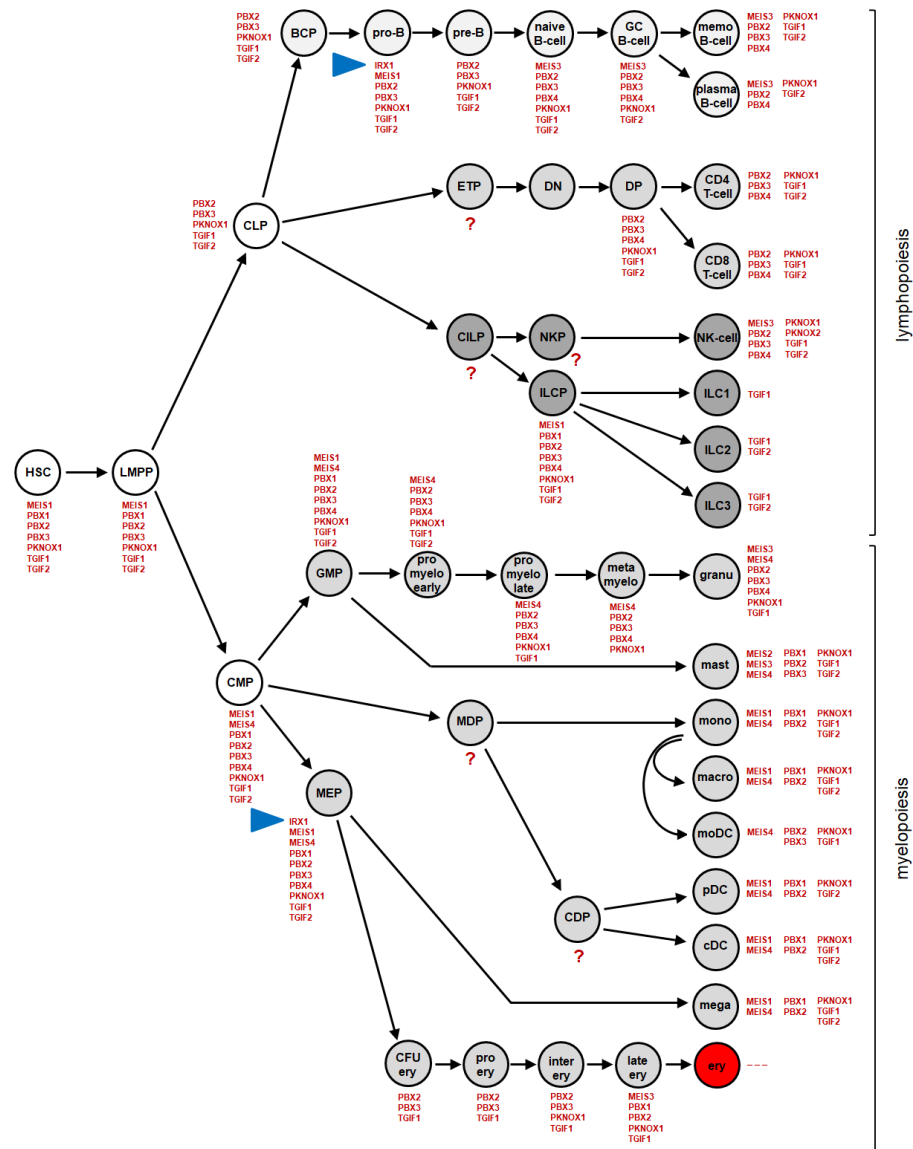 PBX2
PBX3
PKNOX1
TGIF1
TGIF2
BCP
pro-B
IRX1
MEIS1
PBX2
PBX3
PKNOX1
TGIF1
TGIF2
pre-B
PBX2
PBX3
PKNOX1
TGIF1
TGIF2
naive
B-cell
MEIS3
PBX2
PBX3
PBX4
PKNOX1
TGIF1
TGIF2
GC
B-cell
MEIS3
PBX2
PBX3
PBX4
PKNOX1
TGIF2
memo
B-cell
MEIS3 PKNOX1
PBX2 TGIF1
PBX3 TGIF2
PBX4
plasma
B-cell
MEIS3 PKNOX1
PBX2 TGIF2
PBX4
PBX2
PBX3
PKNOX1
TGIF1
TGIF2
CLP
ETP
?
DN
DP
PBX2
PBX3
PBX4
PKNOX1
TGIF1
TGIF2
CD4
T-cell
PBX2 PKNOX1
PBX3 TGIF1
PBX4 TGIF2
CD8
T-cell
PBX2 PKNOX1
PBX3 TGIF1
PBX4 TGIF2
CILP
?
NKP
?
NK-cell
MEIS3 PKNOX1
PBX2 PKNOX2
PBX3 TGIF1
PBX4 TGIF2
ILCP
MEIS1
PBX1
PBX2
PBX3
PBX4
PKNOX1
TGIF1
TGIF2
ILC1
TGIF1
ILC2
TGIF1
TGIF2
ILC3
TGIF1
TGIF2
lymphopoiesis
HSC
MEIS1
PBX1
PBX2
PBX3
PKNOX1
TGIF1
TGIF2
LMPP
MEIS1
PBX1
PBX2
PBX3
PKNOX1
TGIF1
TGIF2
MEIS1
MEIS4
PBX1
PBX2
PBX3
PBX4
PKNOX1
TGIF1
TGIF2
GMP
MEIS4
PBX2
PBX3
PBX4
PKNOX1
TGIF1
TGIF2
pro
myelo
early
pro
myelo
late
MEIS4
PBX2
PBX3
PBX4
PKNOX1
TGIF1
meta
myelo
MEIS4
PBX2
PBX3
PBX4
PKNOX1
granu
MEIS3
MEIS4
PBX2
PBX3
PBX4
PKNOX1
TGIF1
mast
MEIS2 PBX1 PKNOX1
MEIS3 PBX2 TGIF1
MEIS4 PBX3 TGIF2
CMP
MEIS1
MEIS4
PBX1
PBX2
PBX3
PBX4
PKNOX1
TGIF1
TGIF2
MDP
?
mono
MEIS1 PBX1 PKNOX1
MEIS4 PBX2 TGIF1
TGIF2
macro
MEIS1 PBX1 PKNOX1
MEIS4 PBX2 TGIF1
TGIF2
moDC
MEIS4 PBX2 PKNOX1
PBX3 TGIF1
MEP
IRX1
MEIS1
MEIS4
PBX1
PBX2
PBX3
PBX4
PKNOX1
TGIF1
TGIF2
CDP
?
pDC
MEIS1 PBX1 PKNOX1
MEIS4 PBX2 TGIF2
cDC
MEIS1 PBX1 PKNOX1
MEIS4 PBX2 TGIF1
TGIF2
mega
MEIS1 PBX1 PKNOX1
MEIS4 PBX2 TGIF1
TGIF2
CFU
ery
PBX2
PBX3
TGIF1
pro
ery
PBX2
PBX3
TGIF1
inter
ery
PBX2
PBX3
PKNOX1
TGIF1
late
ery
MEIS3
PBX1
PBX2
PKNOX1
TGIF1
ery
---
myelopoiesis